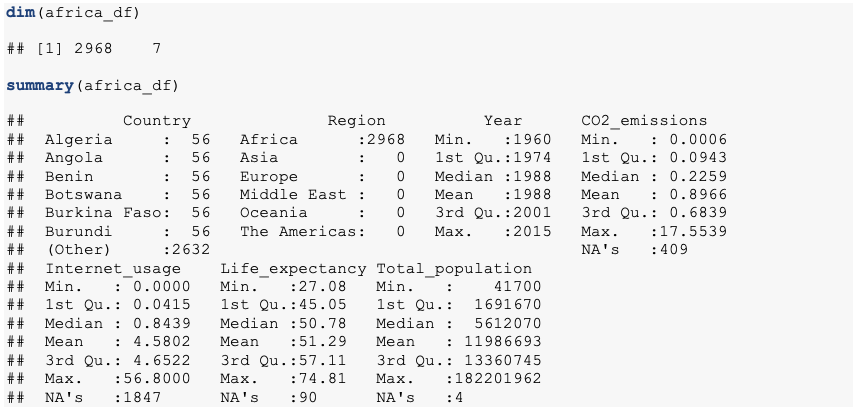 dim(africa_df)
## [1] 2968    7
summary(africa_df)
##          Country              Region          Year       CO2_emissions
##  Algeria     :  56   Africa      :2968   Min.   :1960   Min.   : 0.0006
##  Angola      :  56   Asia        :   0   1st Qu.:1974   1st Qu.: 0.0943
##  Benin       :  56   Europe      :   0   Median :1988   Median : 0.2259
##  Botswana    :  56   Middle East :   0   Mean   :1988   Mean   : 0.8966
##  Burkina Faso:  56   Oceania     :   0   3rd Qu.:2001   3rd Qu.: 0.6839
##  Burundi     :  56   The Americas:   0   Max.   :2015   Max.   :17.5539
##  (Other)     :2632                                      NA's   :409
##  Internet_usage    Life_expectancy Total_population
##  Min.   : 0.0000   Min.   :27.08   Min.   :    41700
##  1st Qu.: 0.0415   1st Qu.:45.05   1st Qu.:  1691670
##  Median : 0.8439   Median :50.78   Median :  5612070
##  Mean   : 4.5802   Mean   :51.29   Mean   : 11986693
##  3rd Qu.: 4.6522   3rd Qu.:57.11   3rd Qu.: 13360745
##  Max.   :56.8000   Max.   :74.81   Max.   :182201962
##  NA's   :1847      NA's   :90      NA's   :4